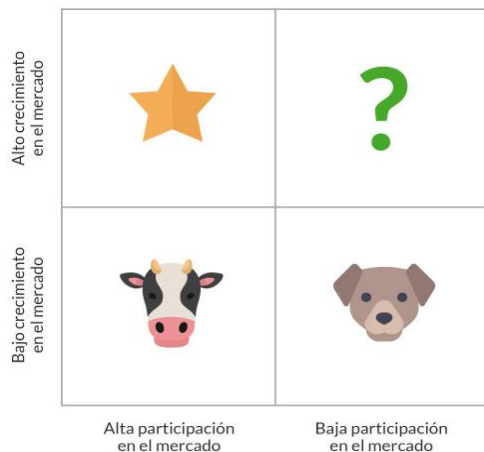 Alto crecimiento
en el mercado
?
Bajo crecimiento
en el mercado
Alta participación
en el mercado
Baja participación
en el mercado